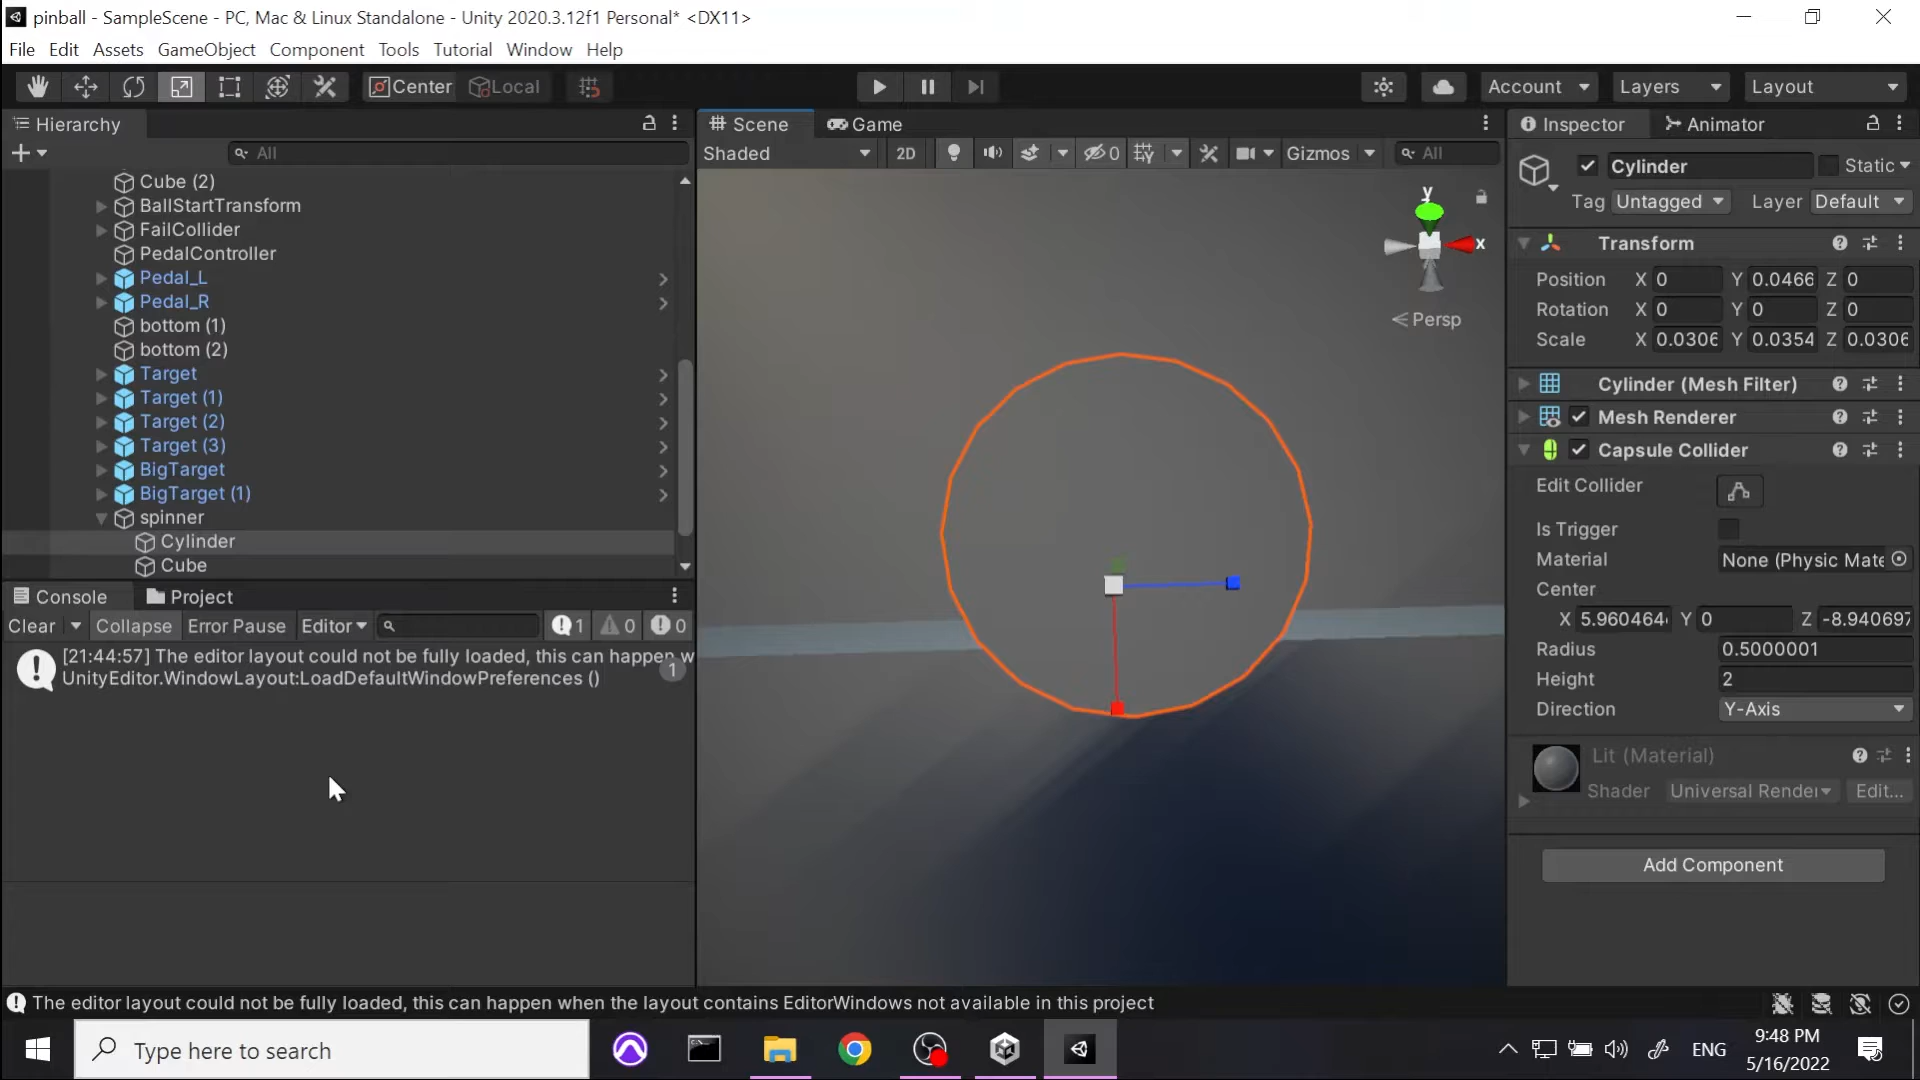 pinball - SampleScene - PC, Mac & Linux Standalone - Unity 2020.3.12f1 Personal* <DX11>
File Edit Assets GameObject Component Tools Tutorial Window Help
Center Local Account Layers Layout
Hierarchy
All
Cube (2)
BallStartTransform
FailCollider
PedalController
Pedal_L
Pedal_R
bottom (1)
bottom (2)
Target
Target (1)
Target (2)
Target (3)
BigTarget
BigTarget (1)
spinner
Cylinder
Cube
Scene Game
Shaded 2D 0 Gizmos All
y
x
Persp
Inspector Animator
Cylinder Static
Tag Untagged Layer Default
Transform
Position X 0 Y 0.0466 Z 0
Rotation X 0 Y 0 Z 0
Scale X 0.0306 Y 0.0354 Z 0.0306
Cylinder (Mesh Filter)
Mesh Renderer
Capsule Collider
Edit Collider
Is Trigger
Material None (Physic Mate
Center
X 5.960464 Y 0 Z -8.940697
Radius 0.5000001
Height 2
Direction Y-Axis
Lit (Material)
Shader Universal Render Edit...
Add Component
Console Project
Clear Collapse Error Pause Editor 1 0 0
[21:44:57] The editor layout could not be fully loaded, this can happen w
UnityEditor.WindowLayout:LoadDefaultWindowPreferences ()
1
The editor layout could not be fully loaded, this can happen when the layout contains EditorWindows not available in this project
Type here to search
ENG
9:48 PM
5/16/2022